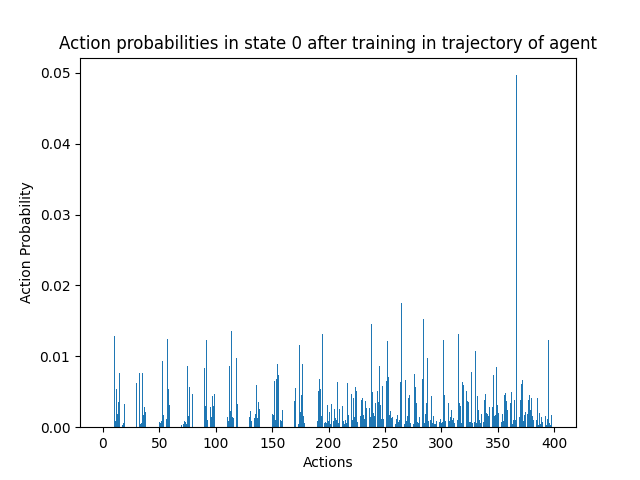 Action probabilities in state 0 after training in trajectory of agent
0.05
0.04
0.03
0.02
0.01
0.00
Action Probability
0 50 100 150 200 250 300 350 400
Actions